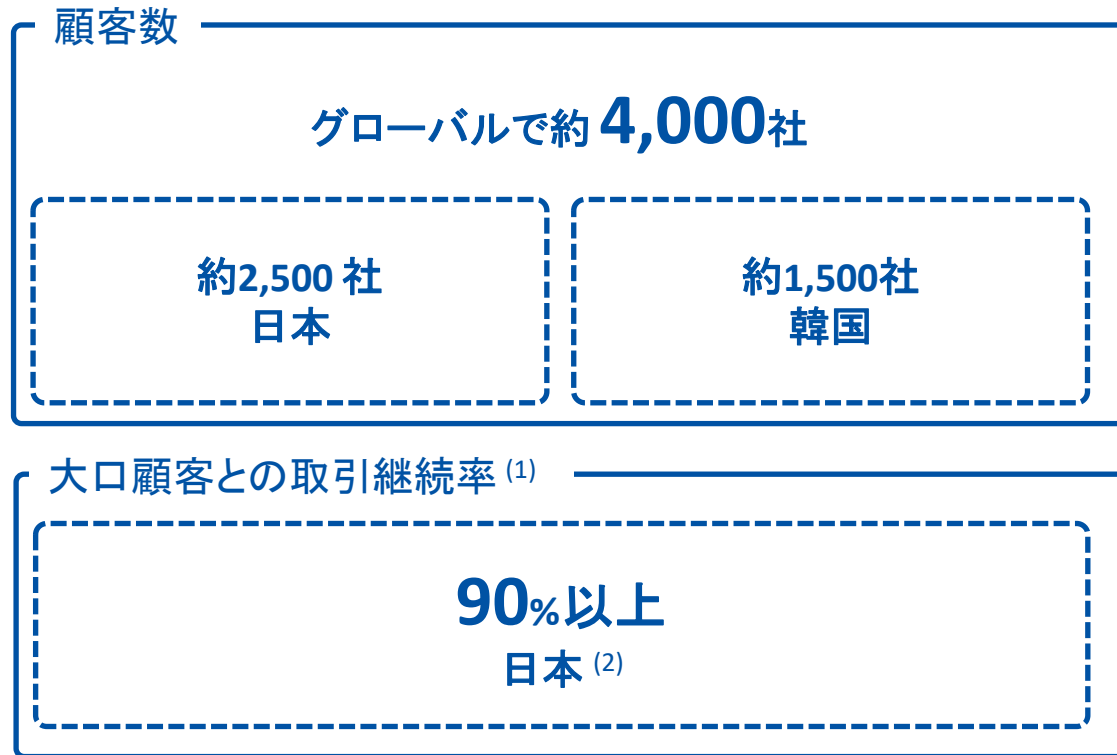 顧客数
グローバルで約 4,000社
約2,500 社
日本
約1,500社
韓国
大口顧客との取引継続率 (1)
90%以上
日本 (2)